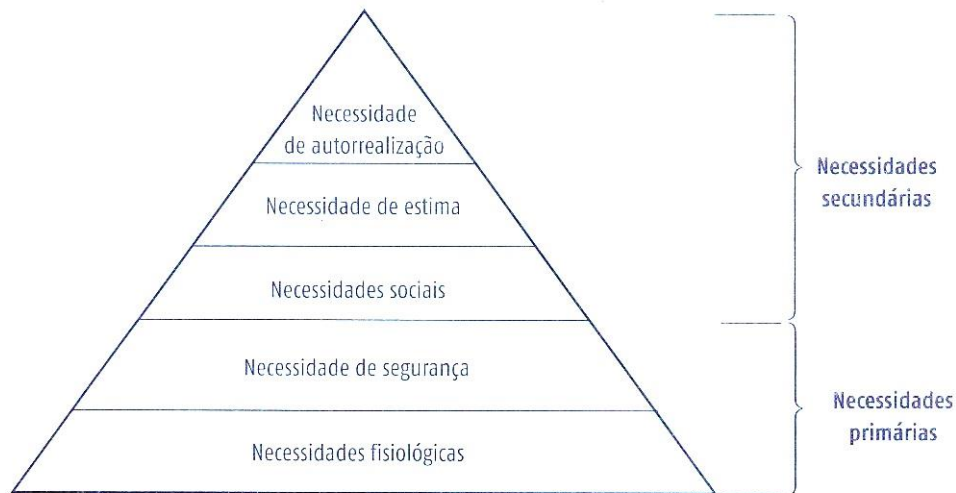 Necessidade
de autorrealização
Necessidade de estima
Necessidades sociais
Necessidade de segurança
Necessidades fisiológicas
Necessidades
secundárias
Necessidades
primárias